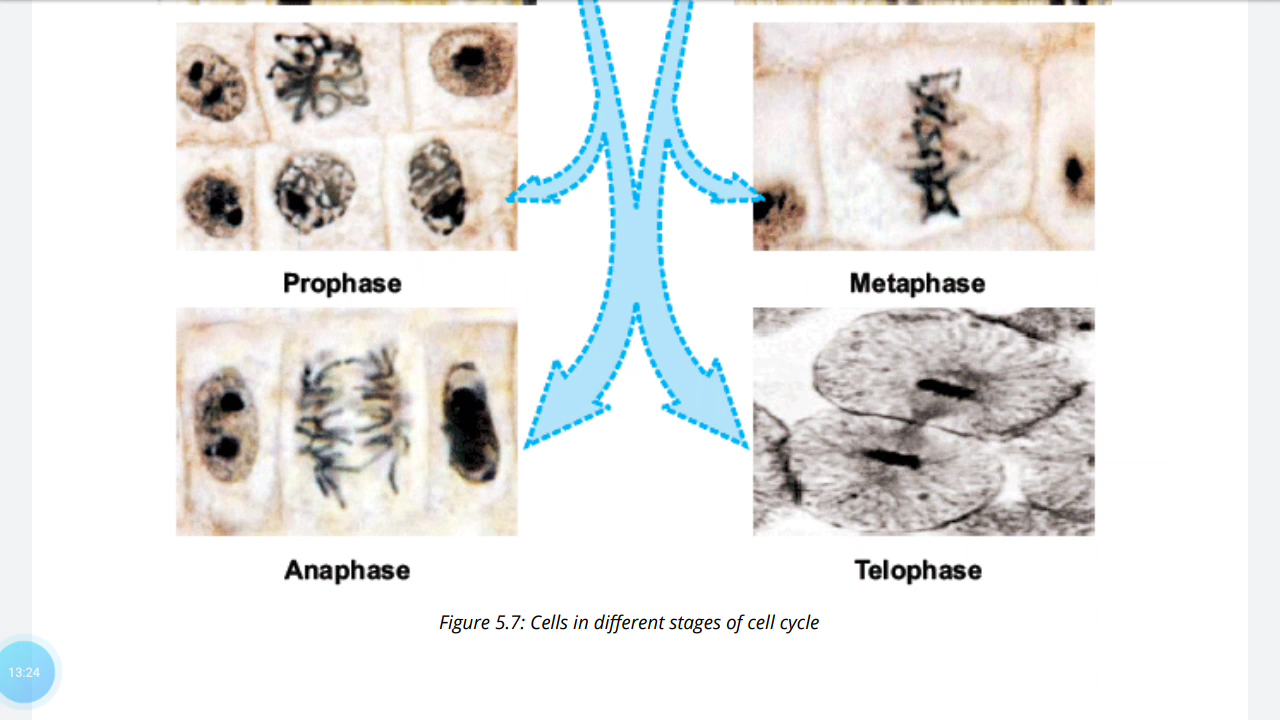 Prophase
Metaphase
Anaphase
Telophase
Figure 5.7: Cells in different stages of cell cycle
13:24